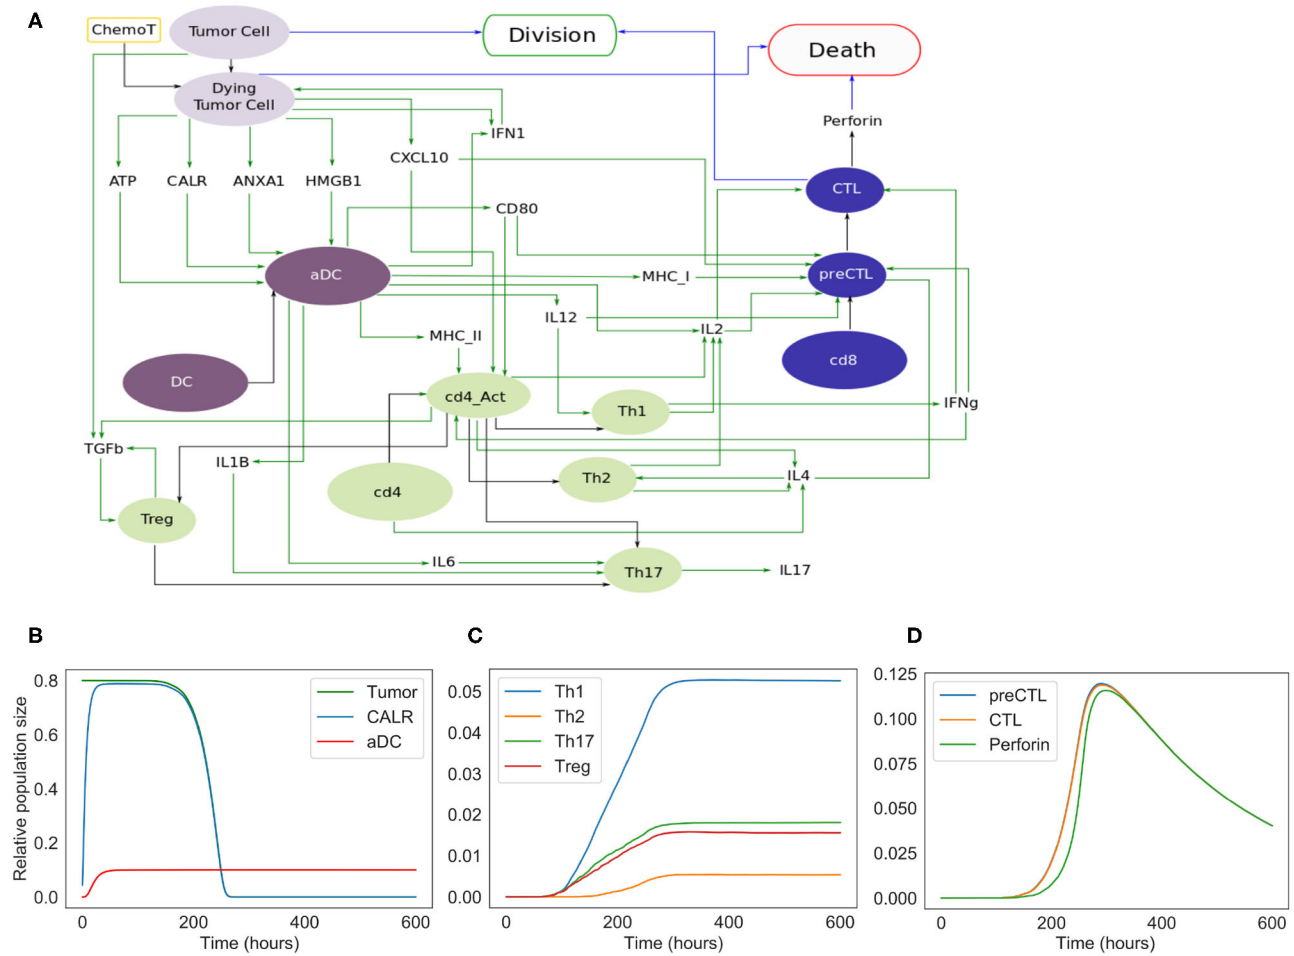 A
ChemoT
Tumor Cell
Division
Death
Dying
Tumor Cell
IFN1
Perforin
CXCL10
ATP
CALR
ANXA1
HMGB1
CTL
CD80
aDC
MHC_I
preCTL
IL12
IL2
MHC_II
cd8
DC
cd4_Act
Th1
IFNg
TGFb
IL1B
Th2
IL4
cd4
Treg
IL6
Th17
IL17
B
C
D
Relative population size
0.8
0.6
0.4
0.2
0.0
Tumor
CALR
aDC
0
200
400
600
Time (hours)
0.05
0.04
0.03
0.02
0.01
0.00
Th1
Th2
Th17
Treg
0
200
400
600
Time (hours)
0.125
0.100
0.075
0.050
0.025
0.000
preCTL
CTL
Perforin
0
200
400
600
Time (hours)